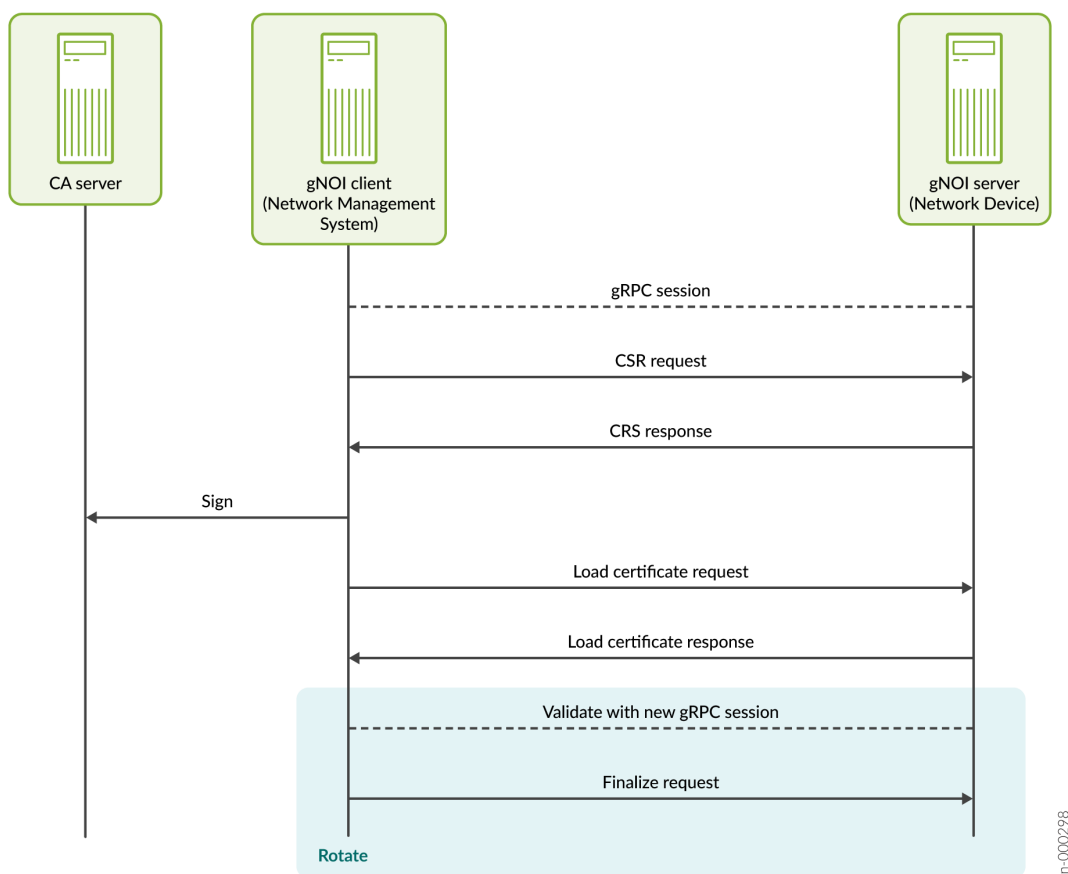 CA server
gNOI client
(Network Management
System)
gNOI server
(Network Device)
gRPC session
CSR request
CRS response
Sign
Load certificate request
Load certificate response
Validate with new gRPC session
Finalize request
Rotate
n-000298